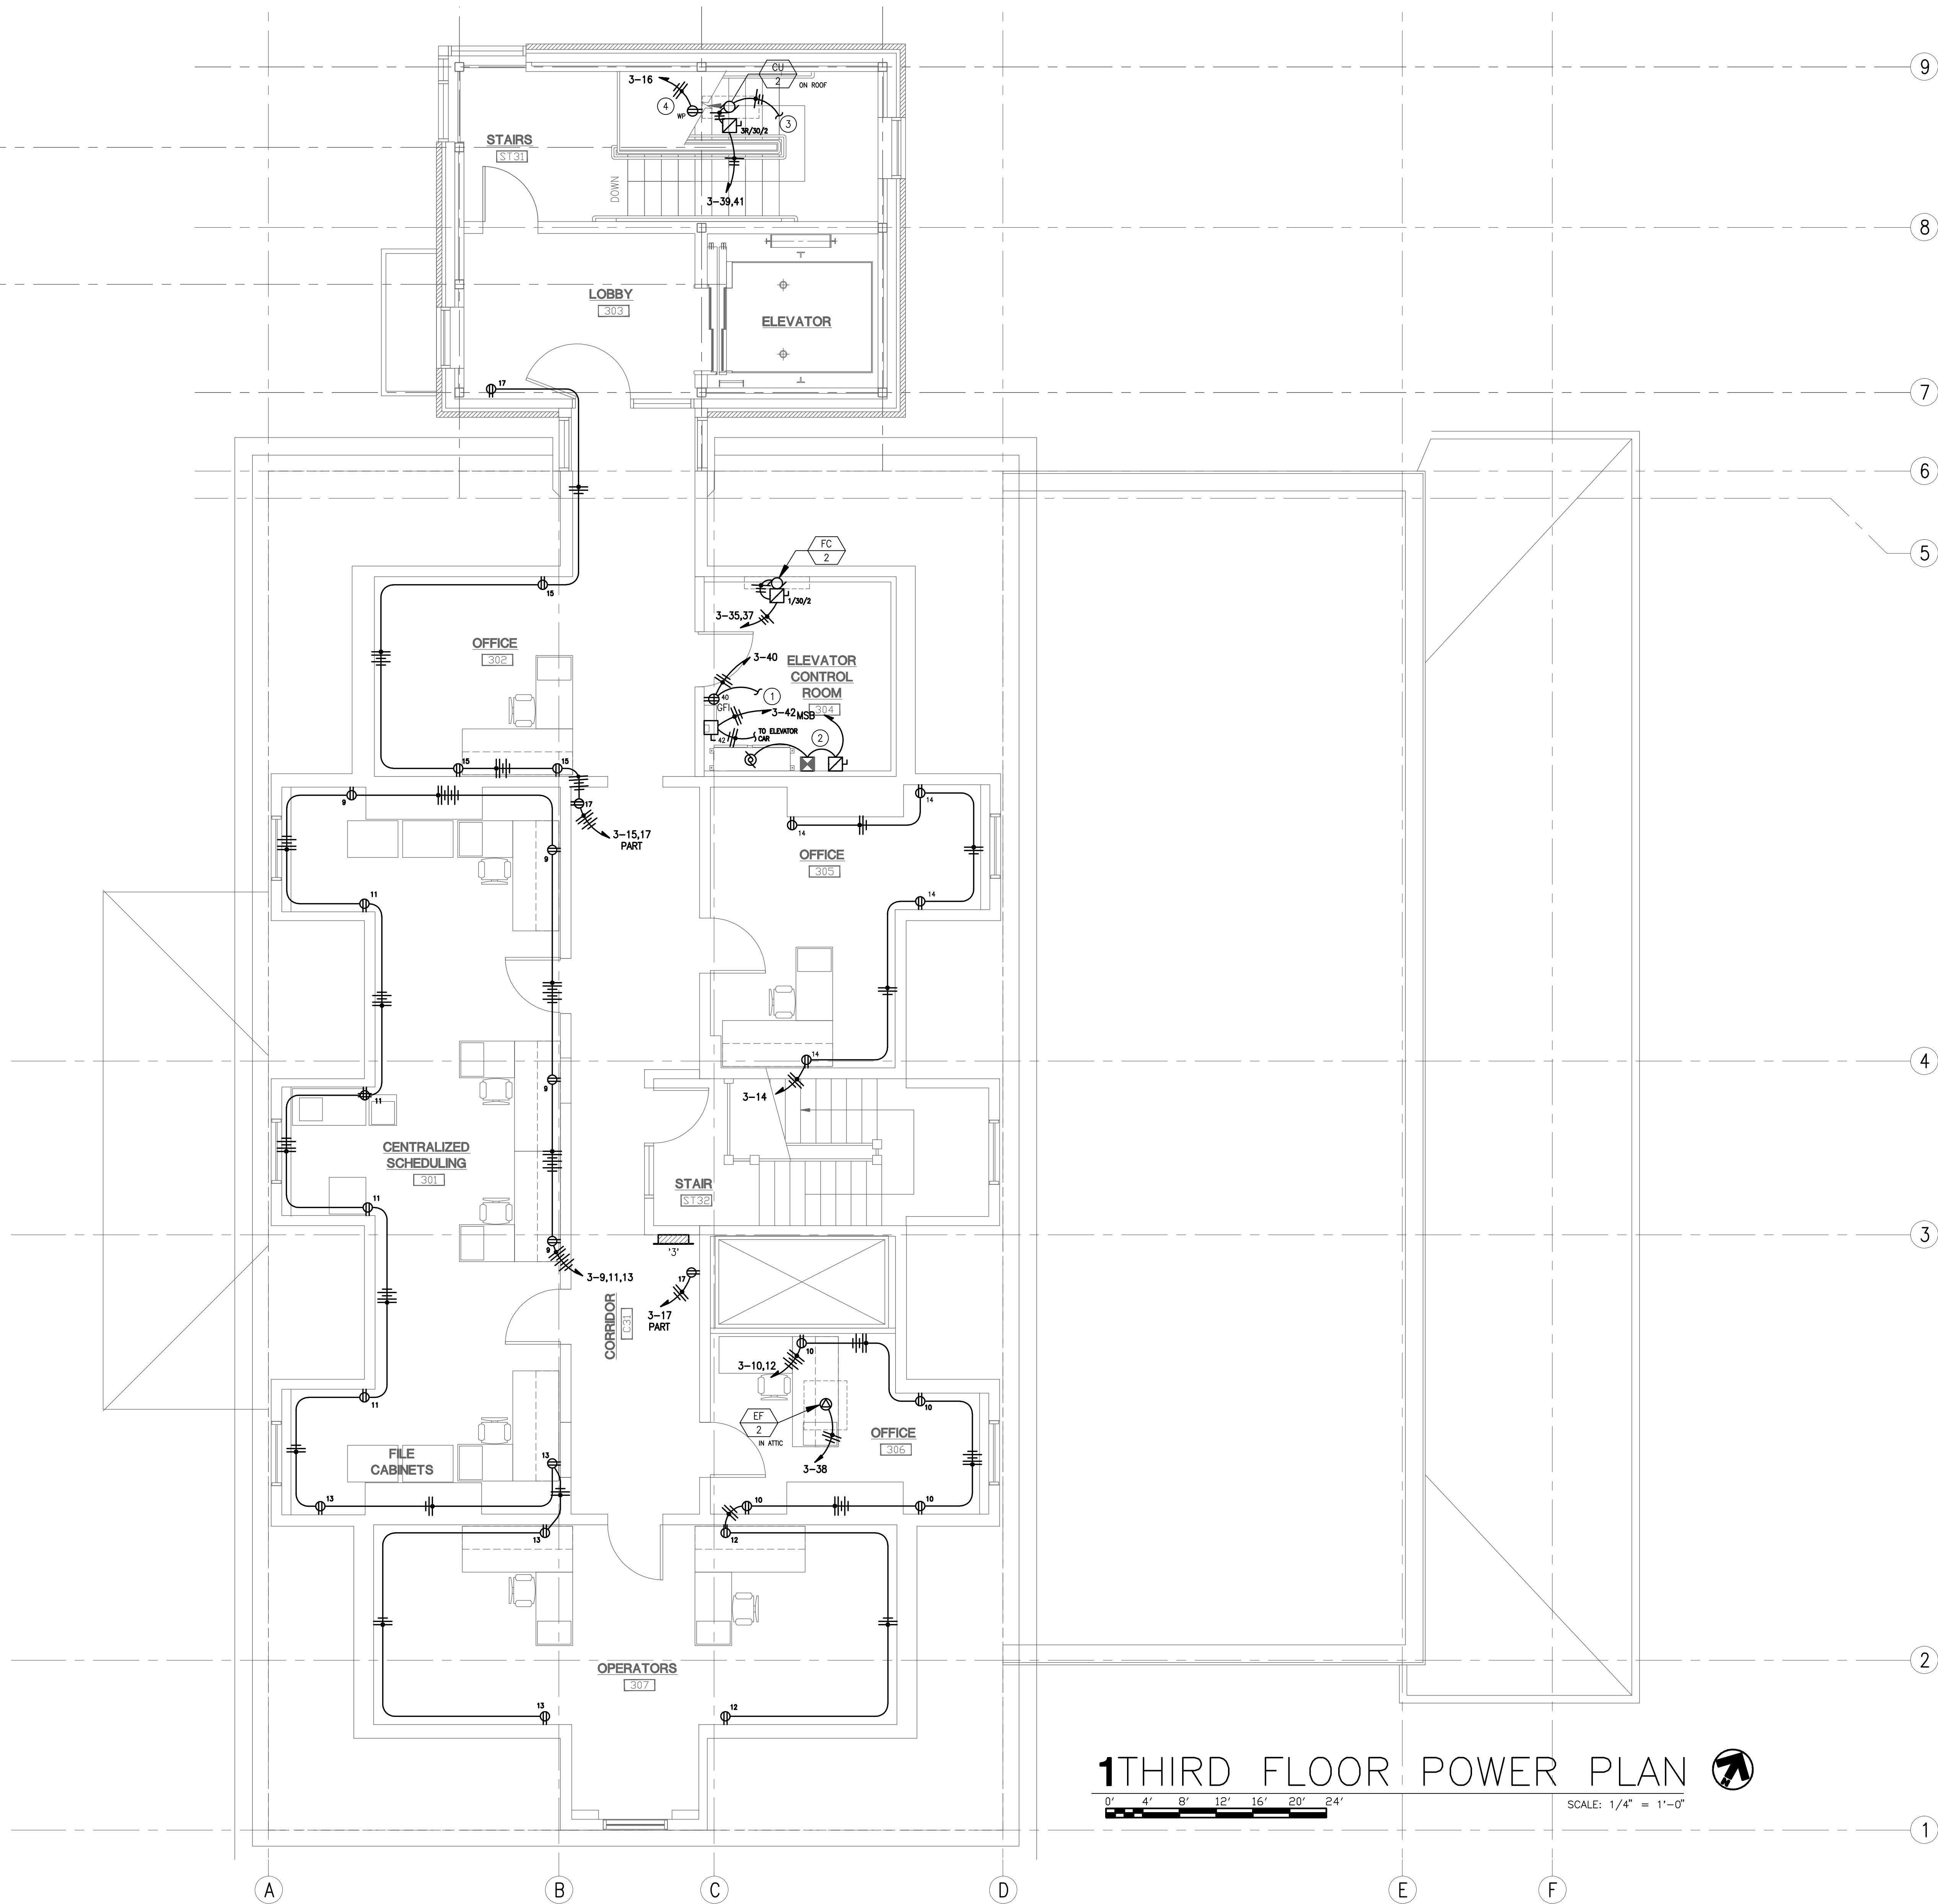 9
CU
2
ON ROOF
3-16
4
WP
3
3R/30/2
STAIRS
ST31
DOWN
3-39,41
8
LOBBY
303
ELEVATOR
17
7
6
5
FC
2
15
1/30/2
3-35,37
OFFICE
302
3-40
ELEVATOR
CONTROL
ROOM
304
1
40
GFI
3-42
MSB
42
TO ELEVATOR
CAR
2
15
15
9
17
3-15,17
PART
14
14
9
OFFICE
305
11
14
4
14
9
3-14
11
CENTRALIZED
SCHEDULING
301
STAIR
ST32
11
3
9
'3'
3-9,11,13
17
3-17
PART
CORRIDOR
C31
10
3-10,12
11
10
EF
2
IN ATTIC
OFFICE
306
3-38
FILE
CABINETS
13
13
10
10
13
12
OPERATORS
307
2
13
12
1THIRD FLOOR POWER PLAN
0' 4' 8' 12' 16' 20' 24'
SCALE: 1/4" = 1'-0"
1
A
B
C
D
E
F